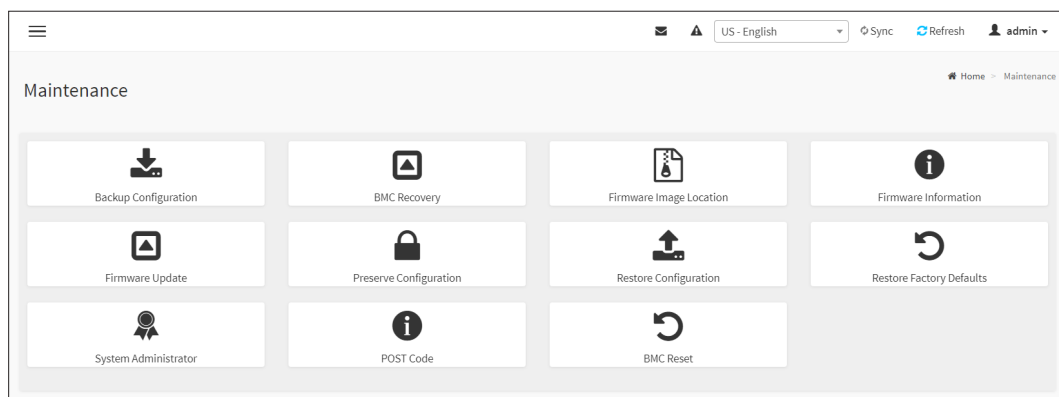 US - English Sync Refresh admin
Home > Maintenance
Maintenance
Backup Configuration BMC Recovery Firmware Image Location Firmware Information
Firmware Update Preserve Configuration Restore Configuration Restore Factory Defaults
System Administrator POST Code BMC Reset